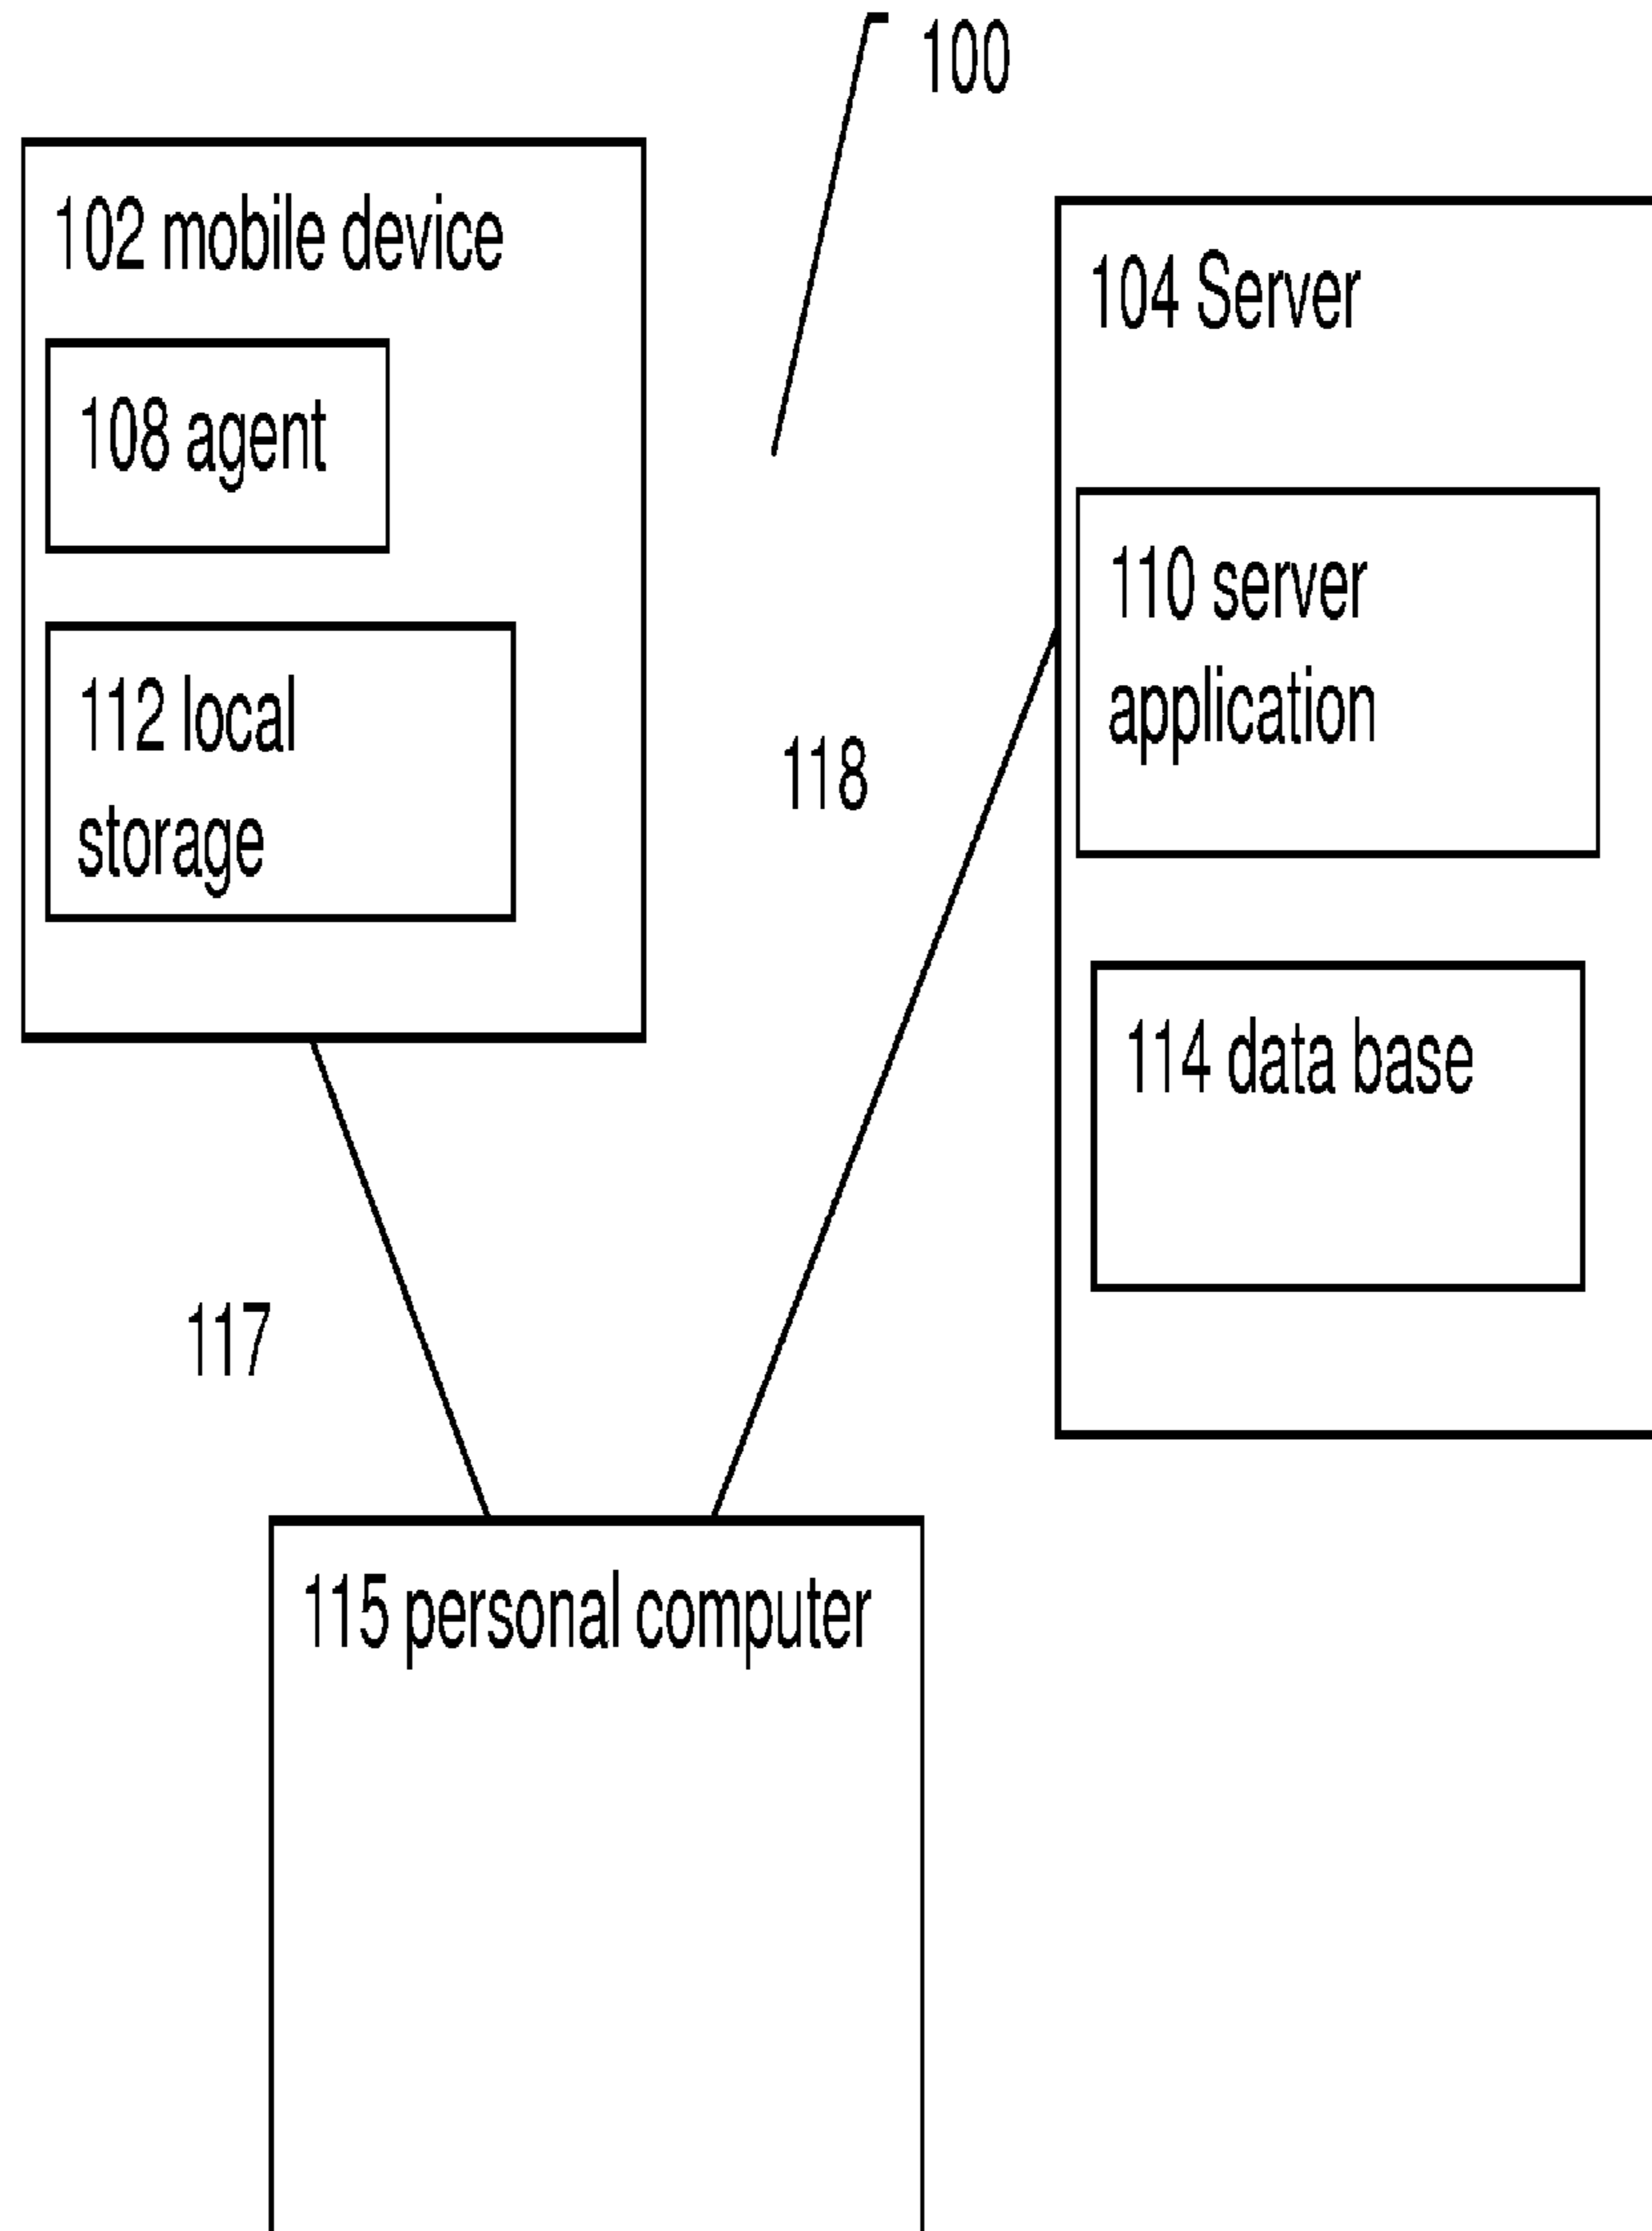 100
102 mobile device
104 Server
108 agent
110 server
application
112 local
storage
118
114 data base
117
115 personal computer